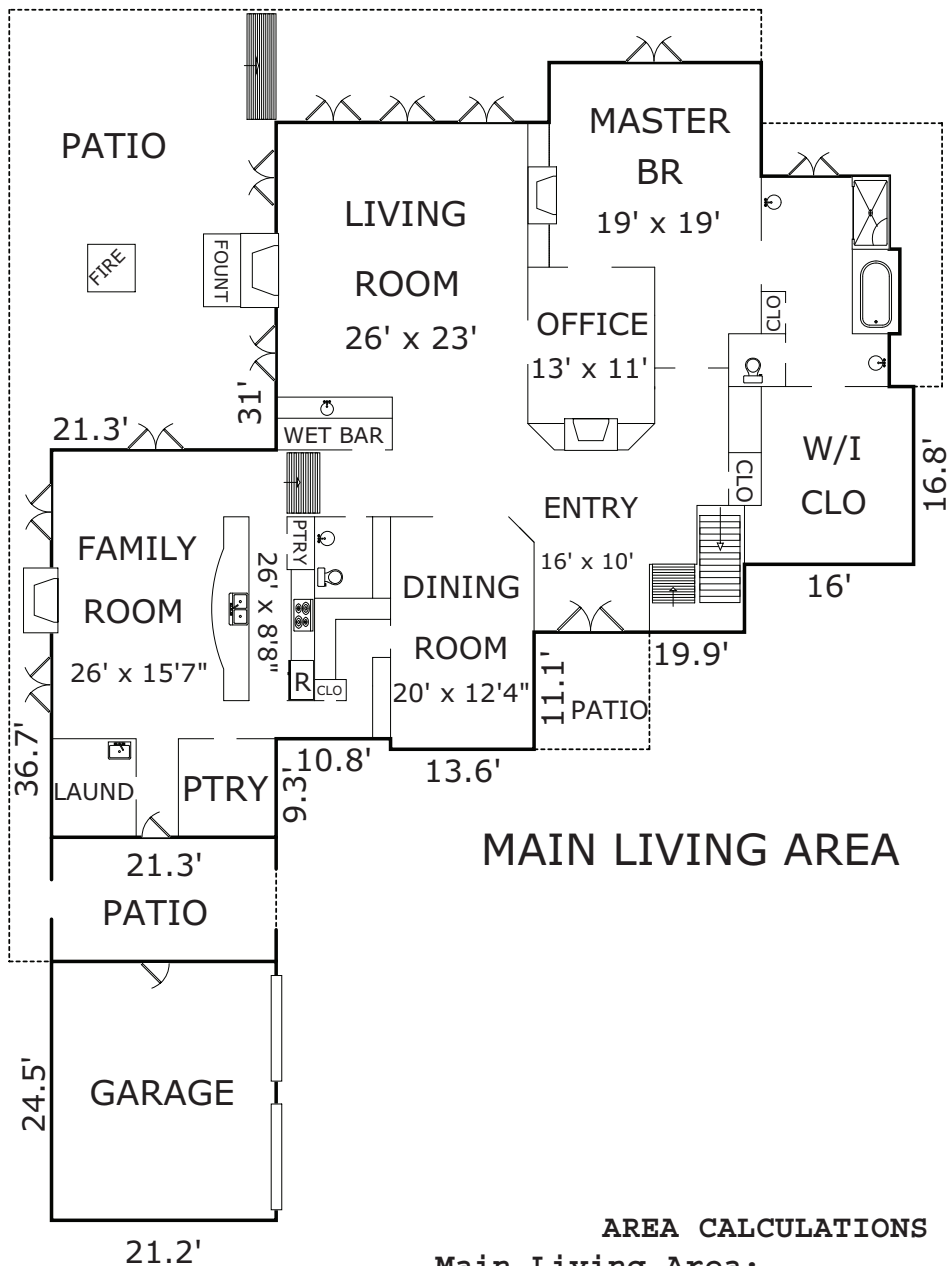 PATIO
MASTER
BR
19' x 19'
LIVING
ROOM
26' x 23'
FIRE
FOUNT
OFFICE
13' x 11'
CLO
31'
21.3'
WET BAR
W/I
CLO
16.8'
CLO
ENTRY
16' x 10'
16'
FAMILY
ROOM
26' x 15'7"
26' x 8'8"
PTRY
R
CLO
DINING
ROOM
20' x 12'4"
19.9'
11.1'
PATIO
36.7'
LAUND
PTRY
9.3'
10.8'
13.6'
21.3'
MAIN LIVING AREA
PATIO
24.5'
GARAGE
21.2'
AREA CALCULATIONS
Main Living Area: